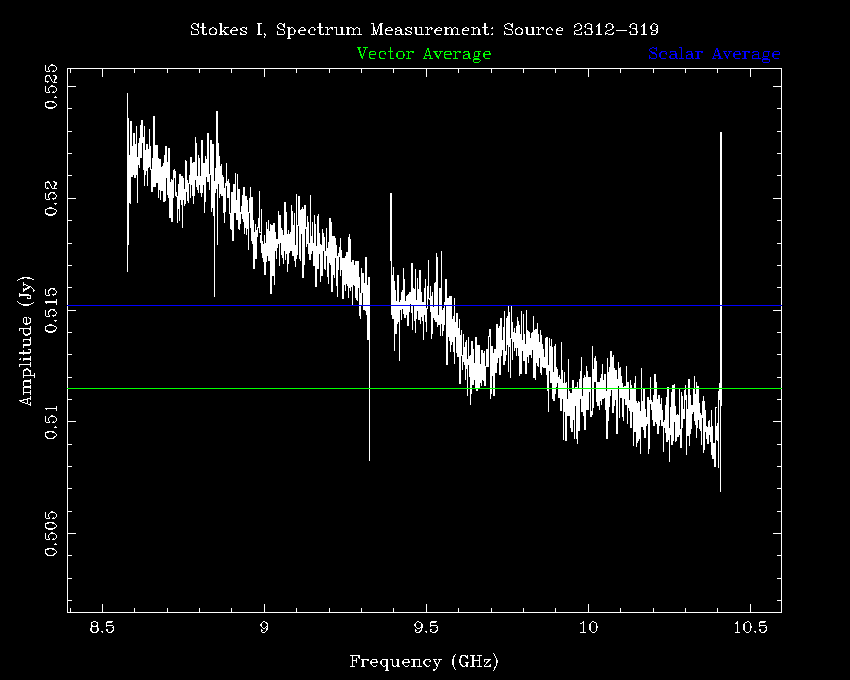 Stokes I, Spectrum Measurement: Source 2312-319
Vector Average Scalar Average
0.525
0.52
0.515
0.51
0.505
Amplitude (Jy)
8.5 9 9.5 10 10.5
Frequency (GHz)